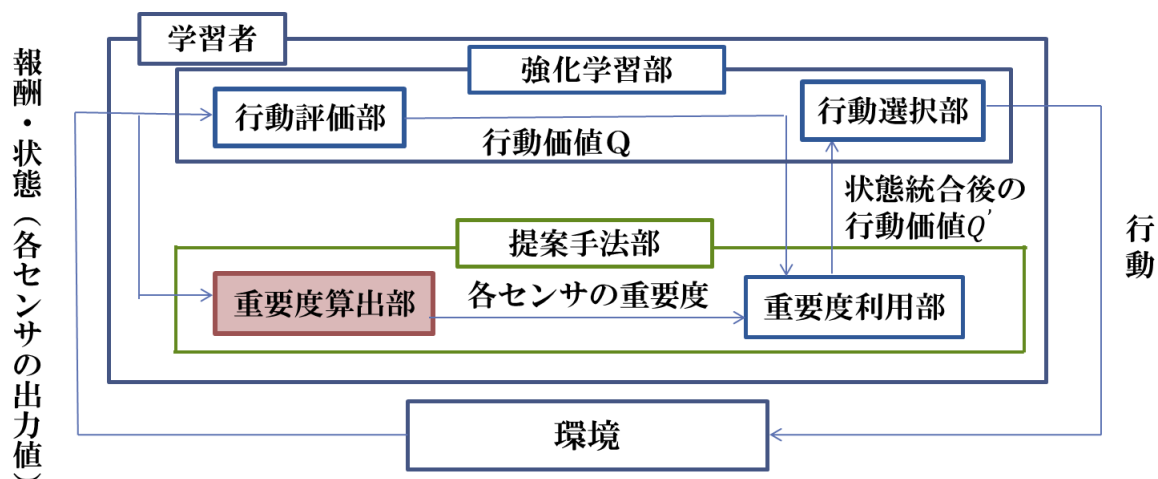 学習者
強化学習部
行動評価部
行動選択部
行動価値Q
状態統合後の
行動価値Q'
提案手法部
重要度算出部
各センサの重要度
重要度利用部
環境
報酬・状態（各センサの出力値）
行動